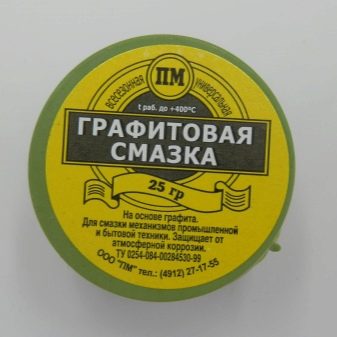 ПМ
всесезонная универсальная
t раб. до +400°С
ГРАФИТОВАЯ
СМАЗКА
25 гр
На основе графита.
Для смазки механизмов промышленной
и бытовой техники. Защищает от
атмосферной коррозии.
ТУ 0254-084-00284530-99
ООО "ПМ" тел.: (4912) 27-17-55